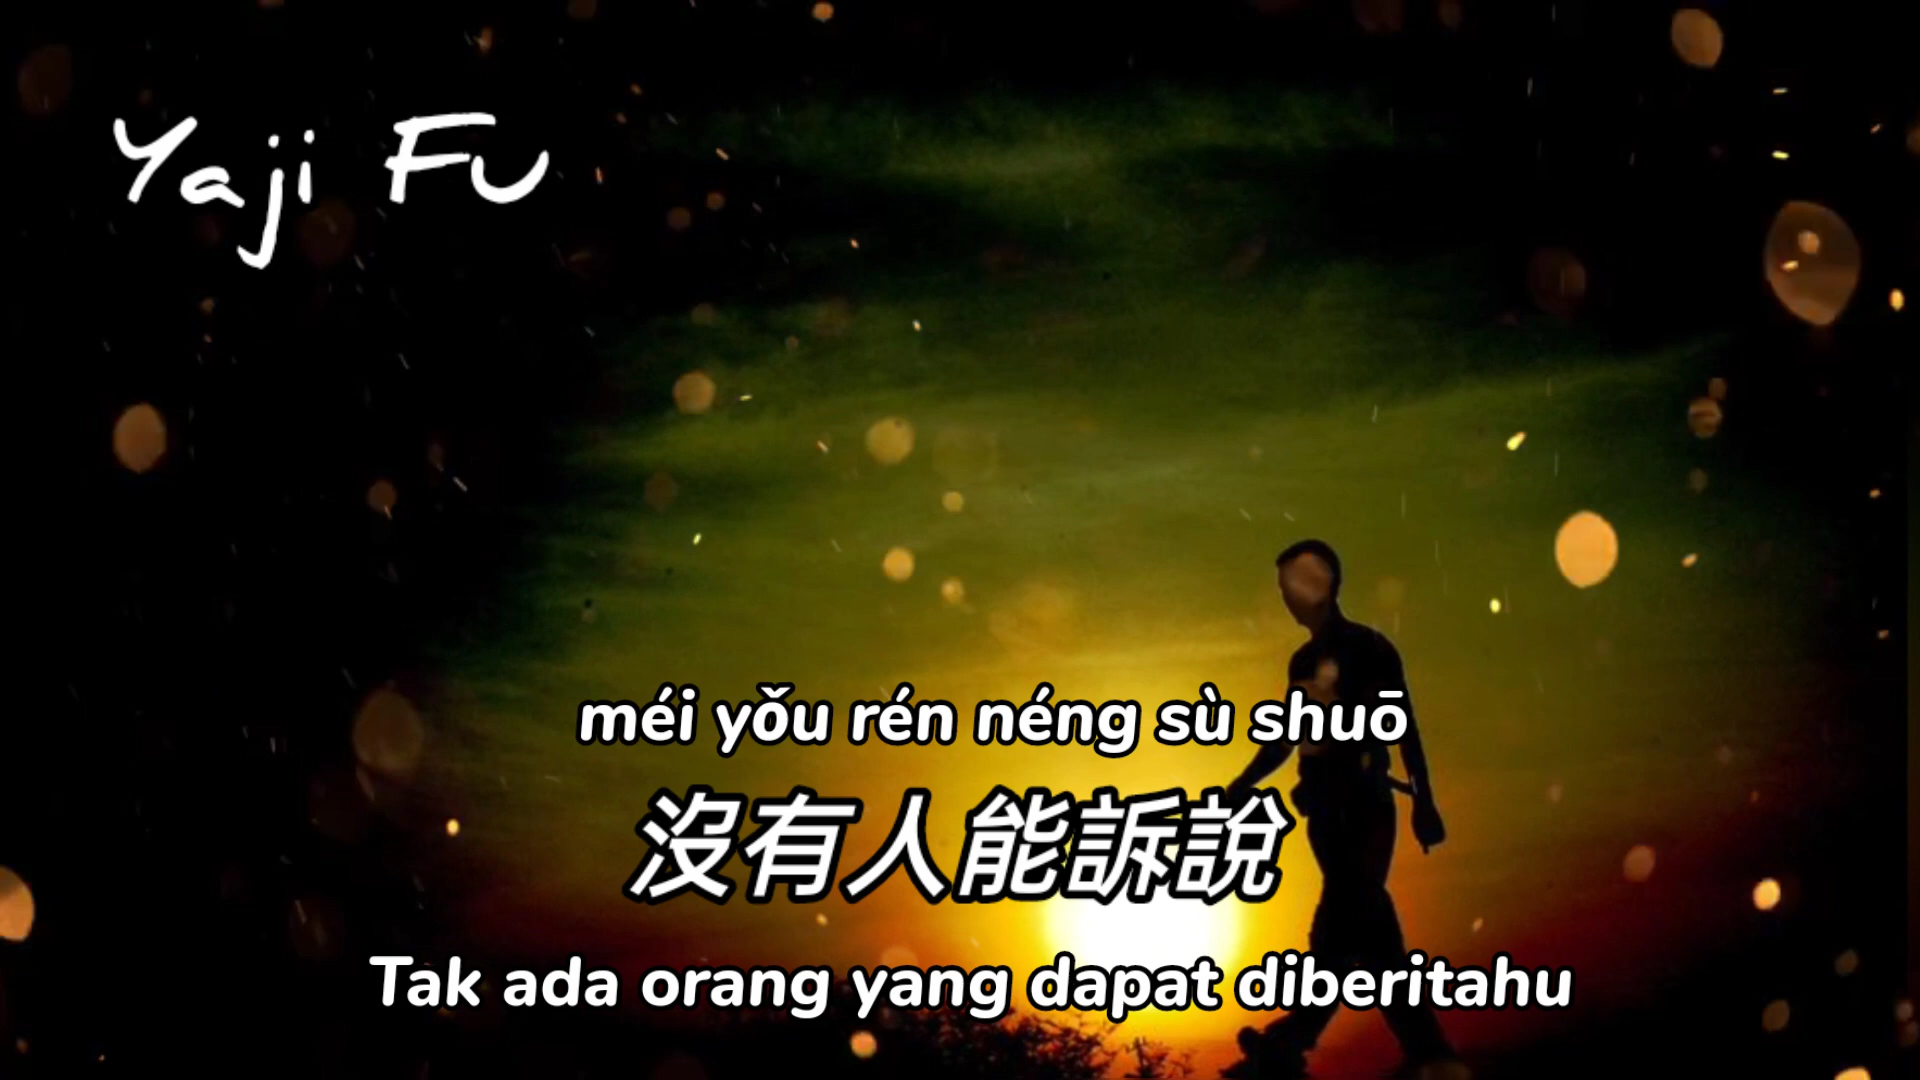 Yaji Fu
méi yǒu rén néng sù shuō
沒有人能訴說
Tak ada orang yang dapat diberitahu